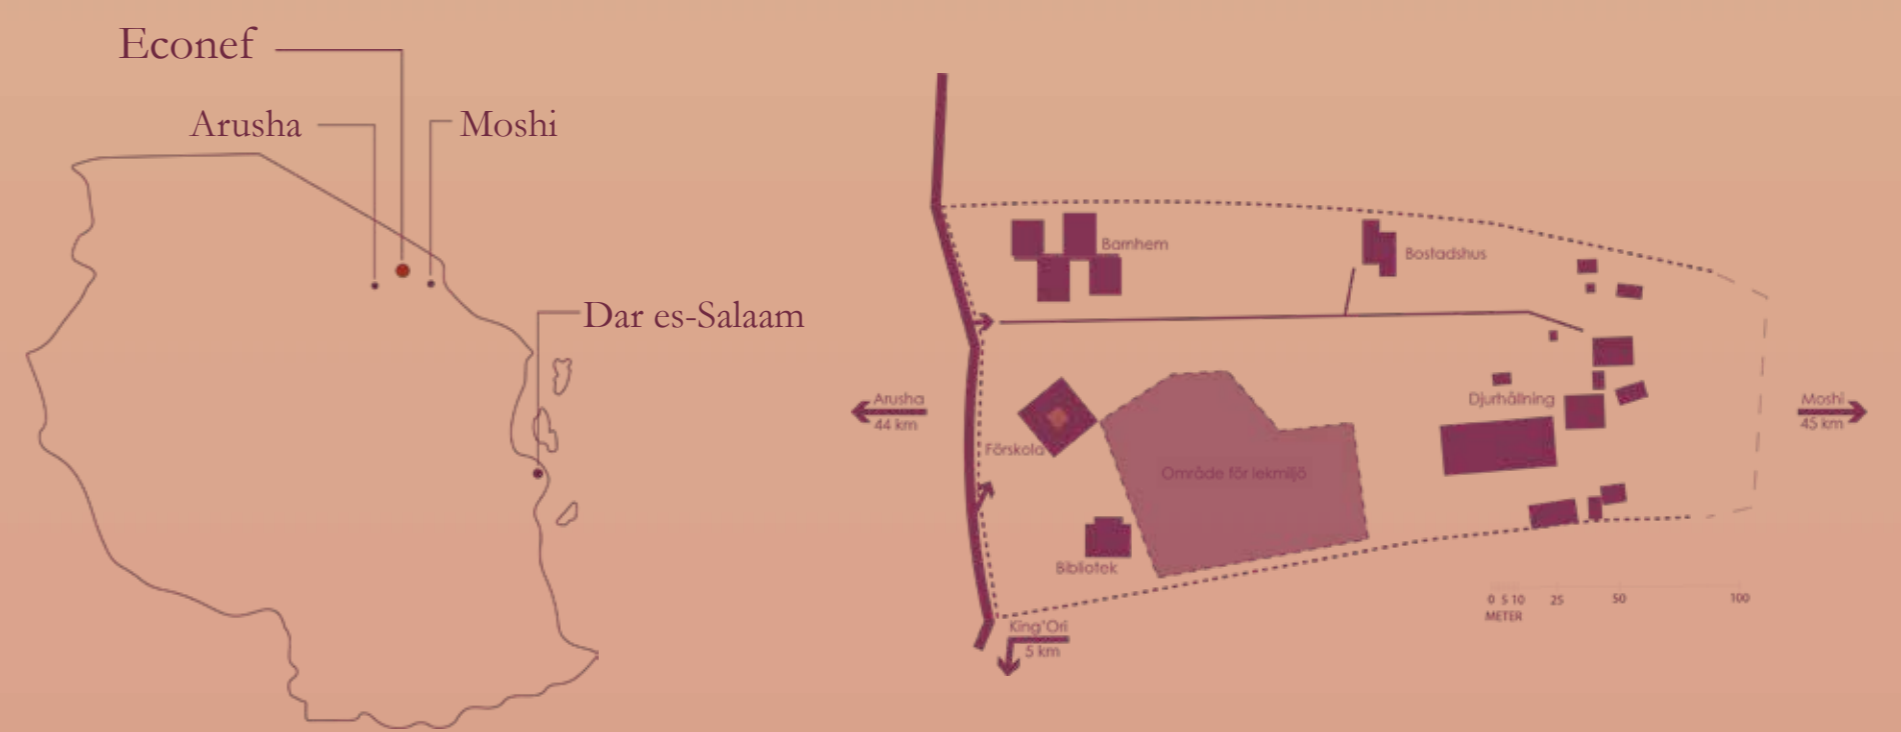 Econef
Arusha
Moshi
Dar es-Salaam
Barnhem
Bostadshus
Arusha
44 km
Djurhållning
Moshi
45 km
Förskola
Område för lekmiljö
Bibliotek
0 5 10 25 50 100
METER
King'Ori
5 km